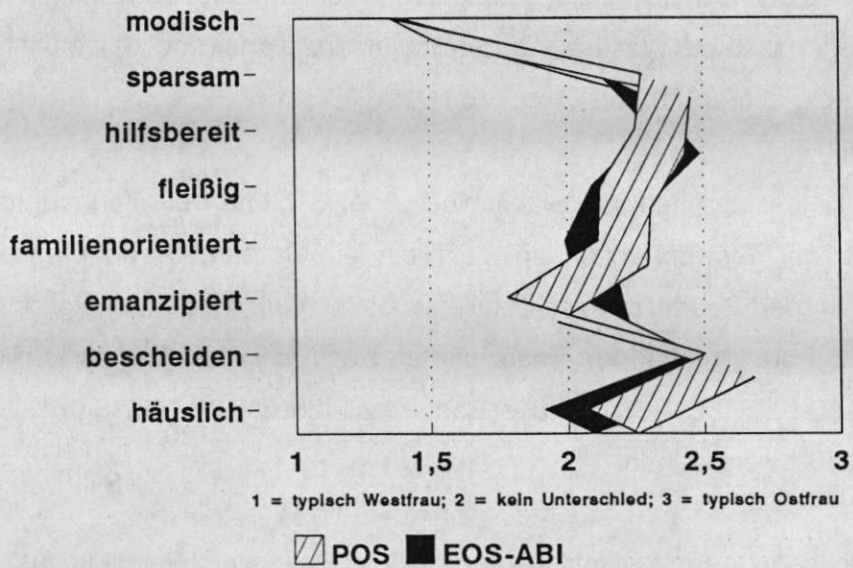 modisch
sparsam
hilfsbereit
fleißig
familienorientiert
emanzipiert
bescheiden
häuslich
1 1,5 2 2,5 3
1 = typisch Westfrau; 2 = kein Unterschied; 3 = typisch Ostfrau
POS EOS-ABI